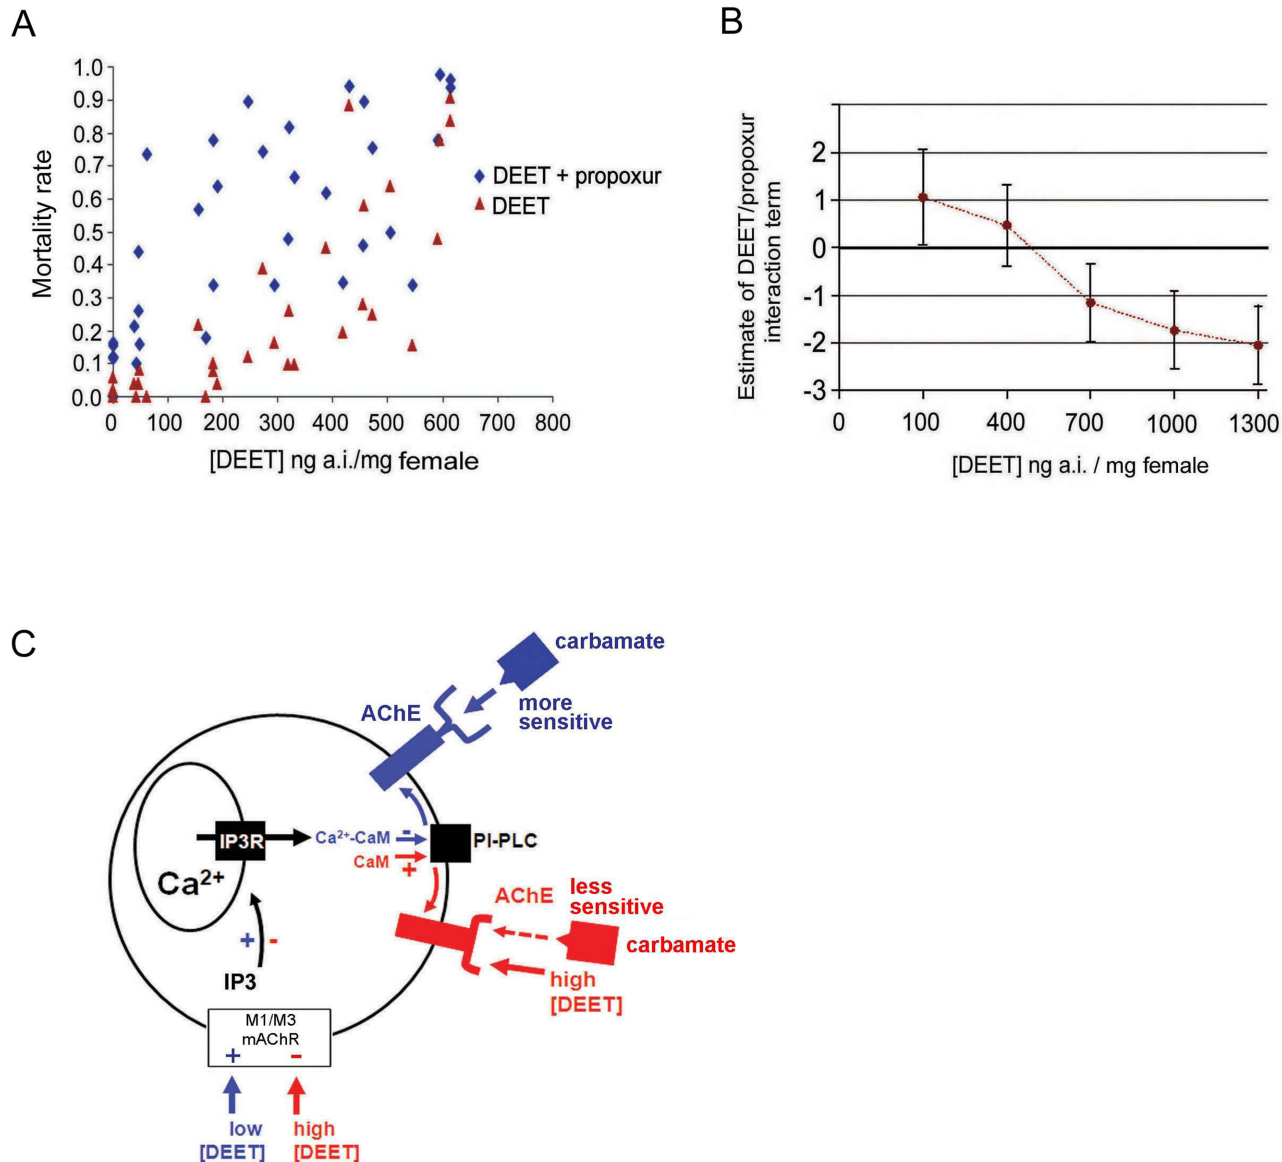 A
1.0
0.9
0.8
0.7
0.6
0.5
0.4
0.3
0.2
0.1
0.0
0 100 200 300 400 500 600 700 800
Mortality rate
[DEET] ng a.i./mg female
DEET + propoxur
DEET
B
2
1
0
-1
-2
-3
0 100 400 700 1000 1300
Estimate of DEET/propoxur
interaction term
[DEET] ng a.i. / mg female
C
carbamate
AChE
more
sensitive
IP3R
Ca2+-CaM
-
CaM
+
PI-PLC
Ca2+
AChE
less
sensitive
carbamate
high
[DEET]
+ -
IP3
M1/M3
mAChR
+ -
low
[DEET]
high
[DEET]